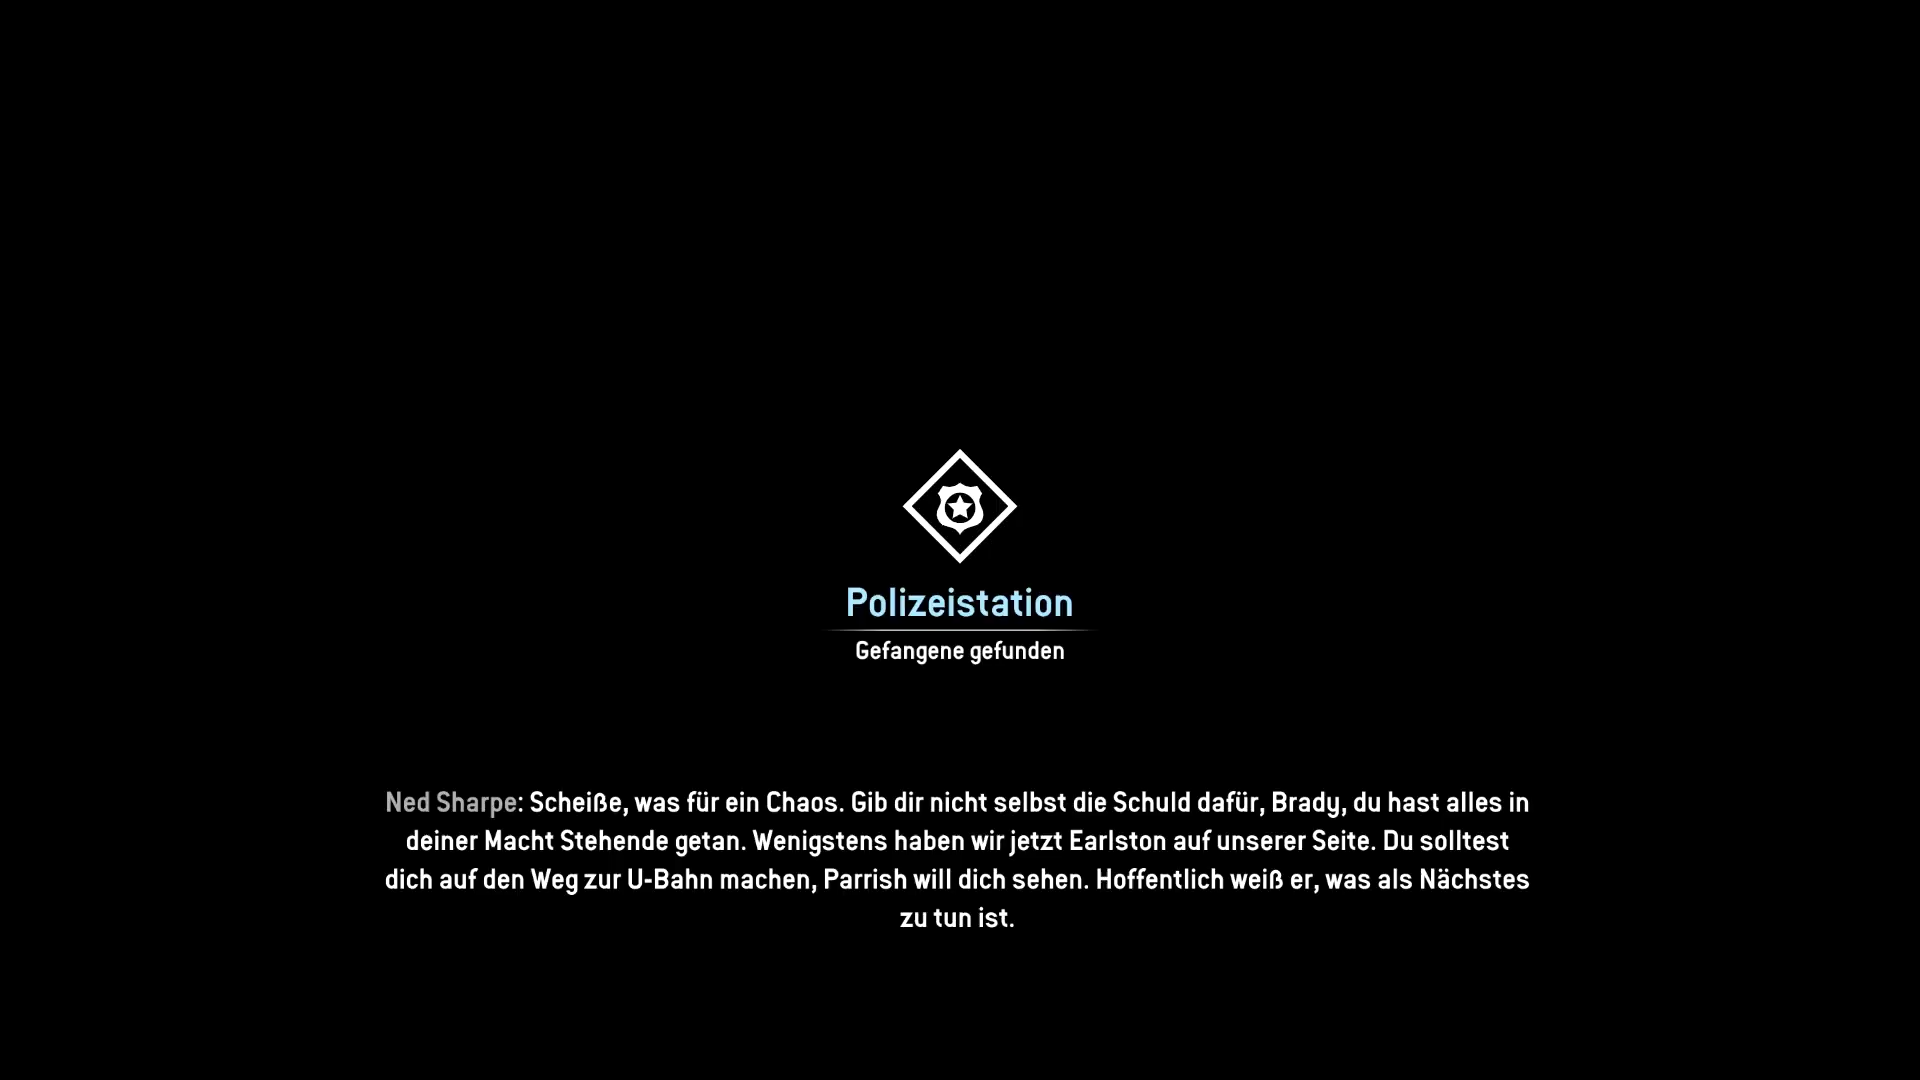 Polizeistation
Gefangene gefunden
Ned Sharpe: Scheiße, was für ein Chaos. Gib dir nicht selbst die Schuld dafür, Brady, du hast alles in
deiner Macht Stehende getan. Wenigstens haben wir jetzt Earlston auf unserer Seite. Du solltest
dich auf den Weg zur U-Bahn machen, Parrish will dich sehen. Hoffentlich weiß er, was als Nächstes
zu tun ist.